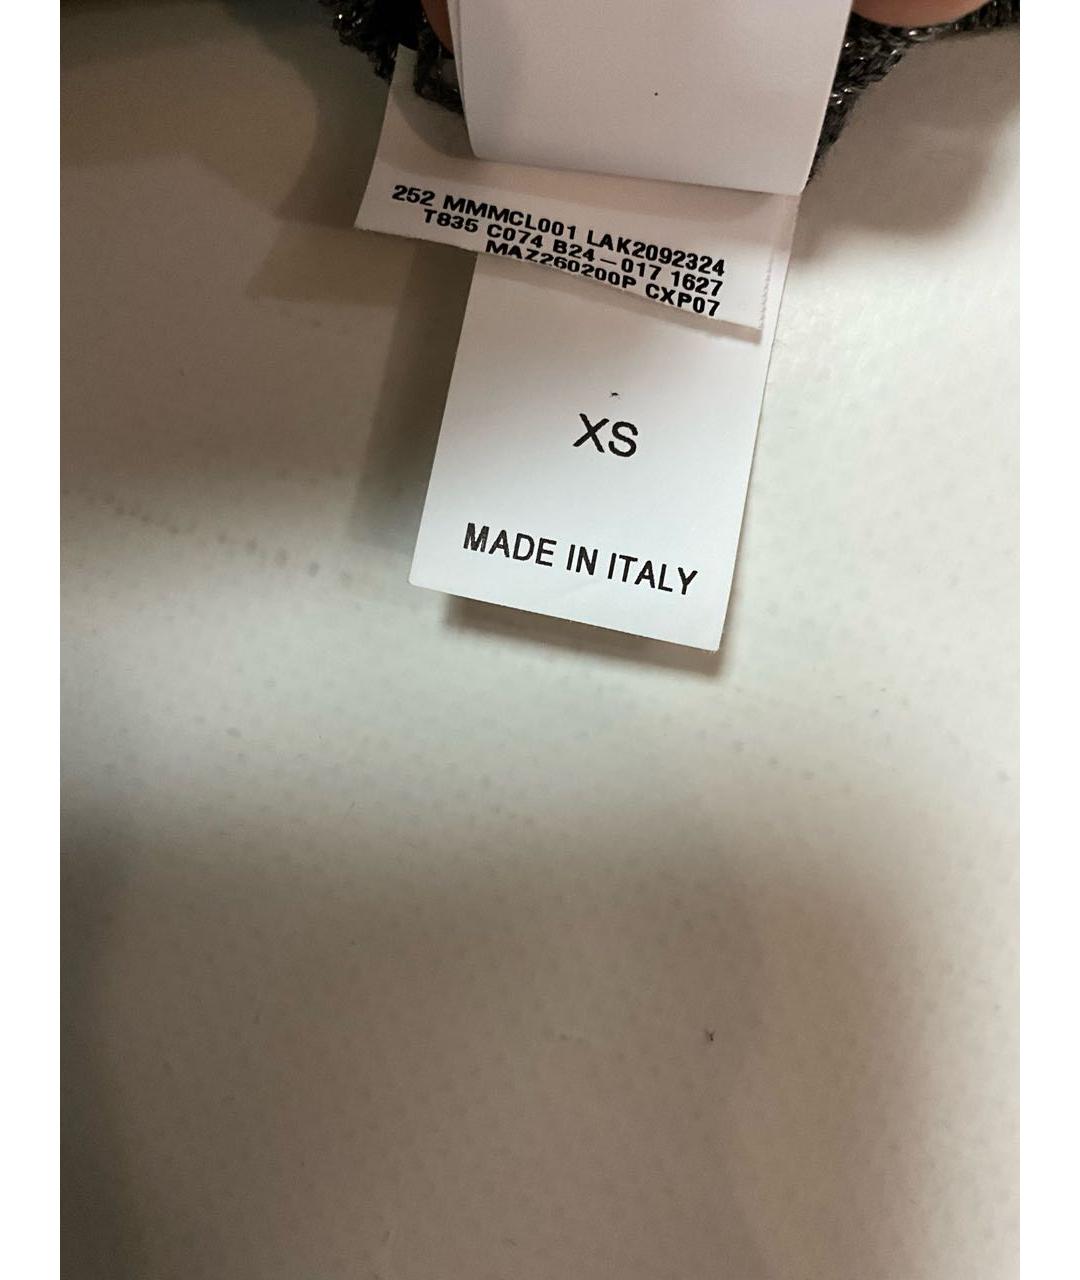 252 MMMCL001 LAK2092324
T835 C074 B24-017 1627
MAZ260200P CXP07
XS
MADE IN ITALY